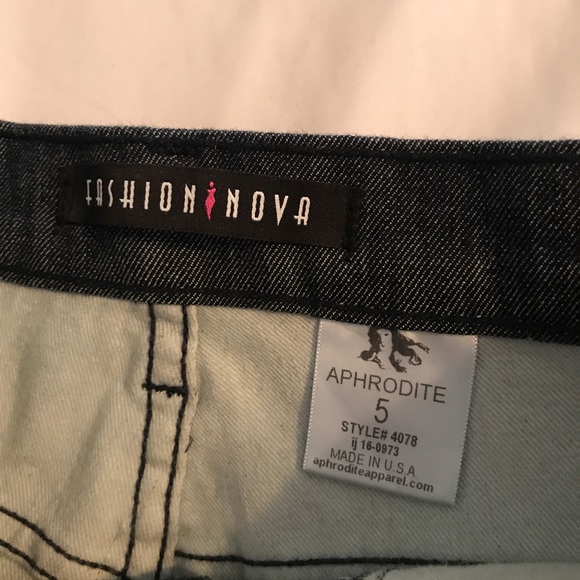 FASHION NOVA
APHRODITE
5
STYLE# 4078
ij 16-0973
MADE IN U.S.A.
aphroditeapparel.com